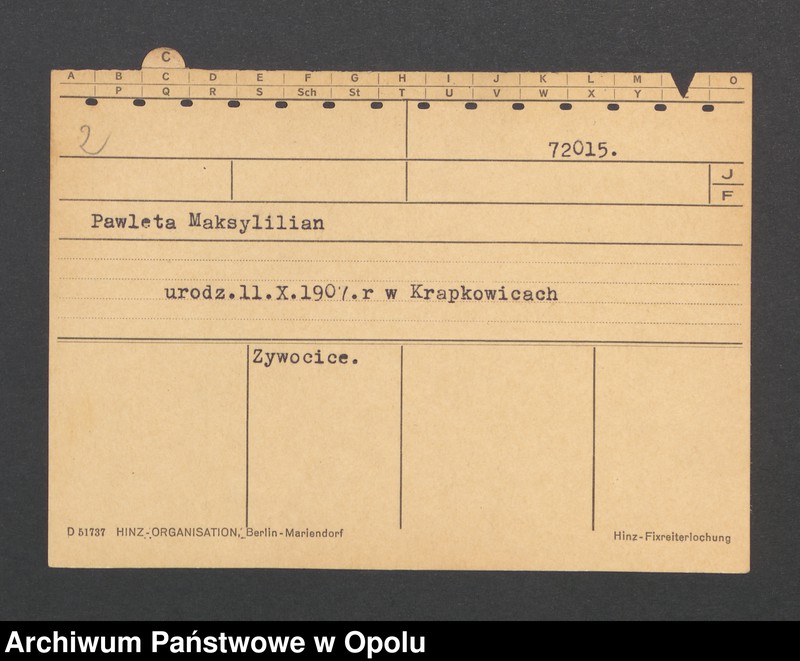 C
A B C D E F G H I J K L M O
P Q R S Sch St T U V W X Y
2
72015.
J
F
Pawleta Maksylilian
urodz.11.X.1907.r w Krapkowicach
Zywocice.
D 51737 HINZ-ORGANISATION, Berlin-Mariendorf
Hinz-Fixreiterlochung
Archiwum Państwowe w Opolu